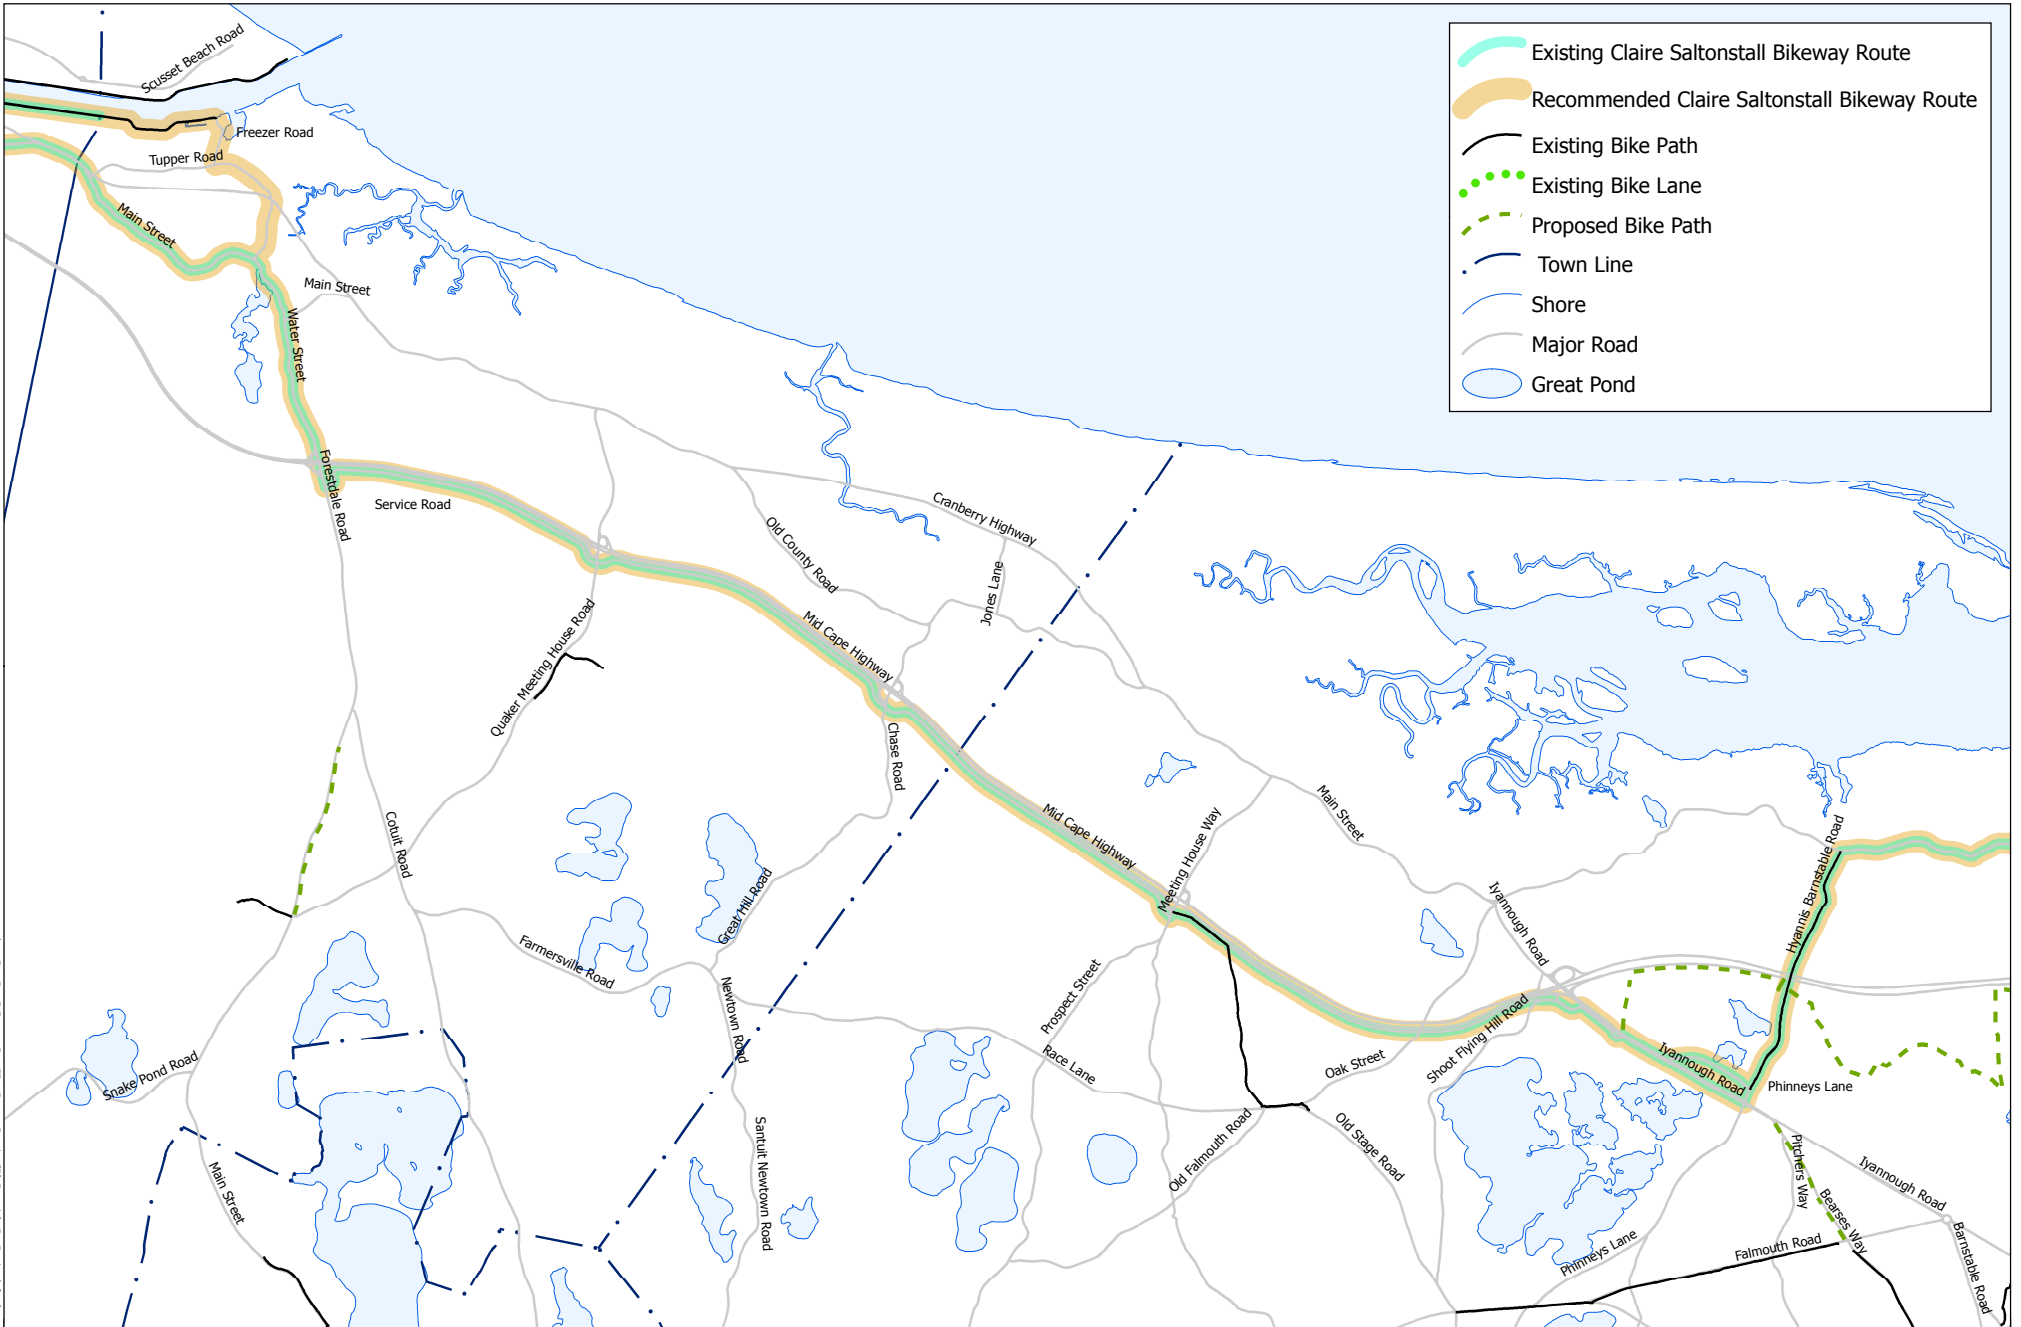 Scusset Beach Road
Existing Claire Saltonstall Bikeway Route
Recommended Claire Saltonstall Bikeway Route
Existing Bike Path
Existing Bike Lane
Proposed Bike Path
Town Line
Shore
Major Road
Great Pond
Freezer Road
Tupper Road
Main Street
Main Street
Water Street
Forestdale Road
Service Road
Cranberry Highway
Old County Road
Jones Lane
Quaker Meeting House Road
Mid Cape Highway
Chase Road
Cotuit Road
Mid Cape Highway
Meeting House Way
Main Street
Hyannis Barnstable Road
Great Hill Road
Iyannough Road
Farmersville Road
Newtown Road
Prospect Street
Shoot Flying Hill Road
Race Lane
Oak Street
Iyannough Road
Phinneys Lane
Snake Pond Road
Santuit Newtown Road
Old Falmouth Road
Old Stage Road
Main Street
Pitchers Way
Iyannough Road
Bearses Way
Phinneys Lane
Falmouth Road
Barnstable Road